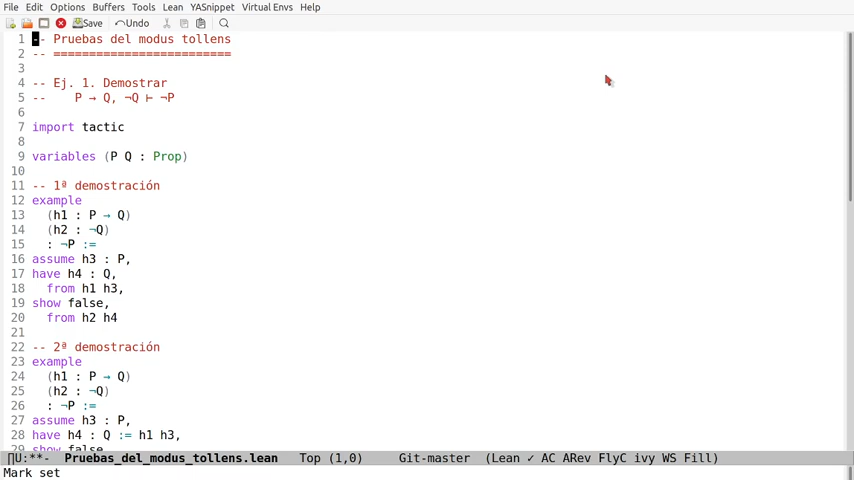 File Edit Options Buffers Tools Lean YASnippet Virtual Envs Help
Save Undo
1 -- Pruebas del modus tollens
2 -- =========================
3
4 -- Ej. 1. Demostrar
5 --    P → Q, ¬Q ⊢ ¬P
6
7 import tactic
8
9 variables (P Q : Prop)
10
11 -- 1ª demostración
12 example
13   (h1 : P → Q)
14   (h2 : ¬Q)
15   : ¬P :=
16 assume h3 : P,
17 have h4 : Q,
18   from h1 h3,
19 show false,
20   from h2 h4
21
22 -- 2ª demostración
23 example
24   (h1 : P → Q)
25   (h2 : ¬Q)
26   : ¬P :=
27 assume h3 : P,
28 have h4 : Q := h1 h3,
29 show false
U:**-  Pruebas_del_modus_tollens.lean   Top (1,0)     Git-master  (Lean ✓ AC ARev FlyC ivy WS Fill)
Mark set